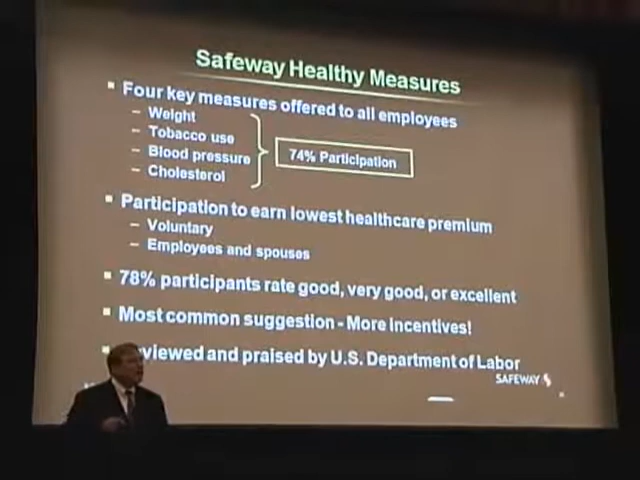 Safeway Healthy Measures
▪ Four key measures offered to all employees
– Weight
– Tobacco use
– Blood pressure
– Cholesterol
74% Participation
▪ Participation to earn lowest healthcare premium
– Voluntary
– Employees and spouses
▪ 78% participants rate good, very good, or excellent
▪ Most common suggestion - More Incentives!
▪ viewed and praised by U.S. Department of Labor
SAFEWAY